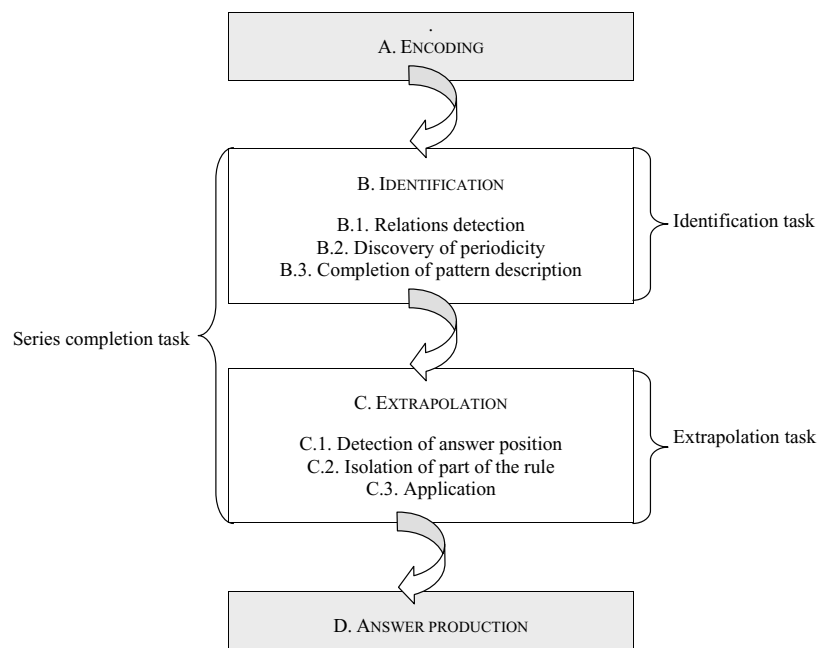 A. ENCODING
B. IDENTIFICATION
B.1. Relations detection
B.2. Discovery of periodicity
B.3. Completion of pattern description
Identification task
Series completion task
C. EXTRAPOLATION
C.1. Detection of answer position
C.2. Isolation of part of the rule
C.3. Application
Extrapolation task
D. ANSWER PRODUCTION